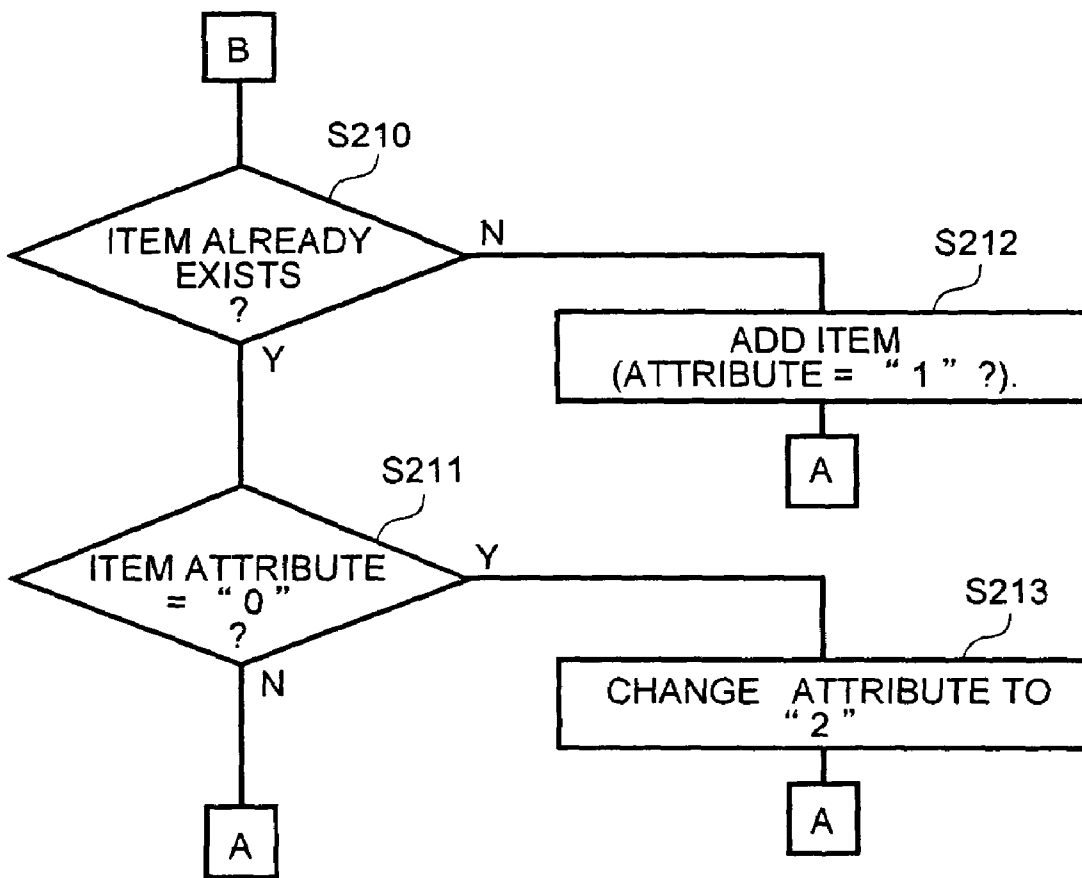 B
S210
ITEM ALREADY
EXISTS
?
N
Y
S212
ADD ITEM
(ATTRIBUTE = “ 1 ” ?).
A
S211
ITEM ATTRIBUTE
= “ 0 ”
?
Y
N
S213
CHANGE ATTRIBUTE TO
“ 2 ”
A
A